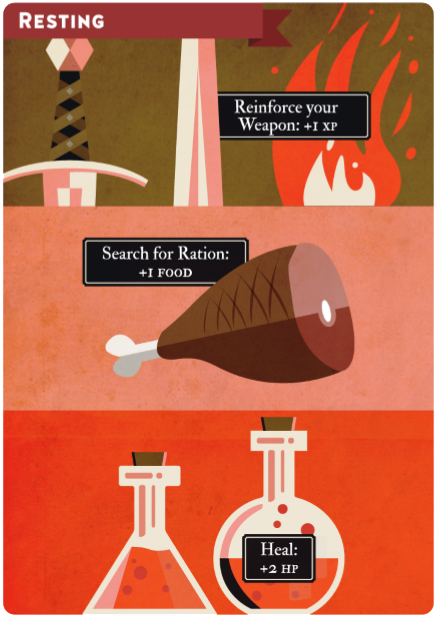 RESTING
Reinforce your
Weapon: +1 XP
Search for Ration:
+1 FOOD
Heal:
+2 HP